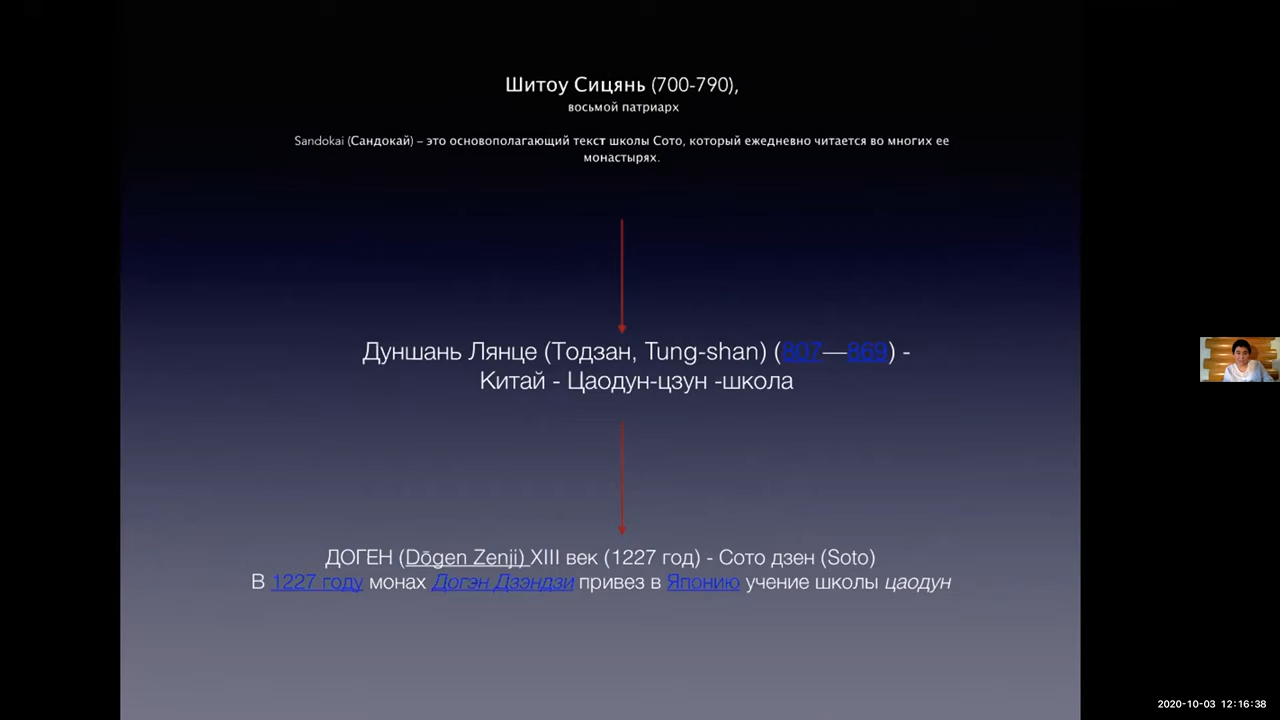 Шитоу Сицянь (700-790),
восьмой патриарх
Sandokai (Сандокай) – это основополагающий текст школы Сото, который ежедневно читается во многих ее
монастырях.
Дуншань Лянце (Тодзан, Tung-shan) (807—869) -
Китай - Цаодун-цзун -школа
ДОГЕН (Dōgen Zenji) XIII век (1227 год) - Сото дзен (Soto)
В 1227 году монах Догэн Дзэндзи привез в Японию учение школы цаодун
2020-10-03 12:16:38